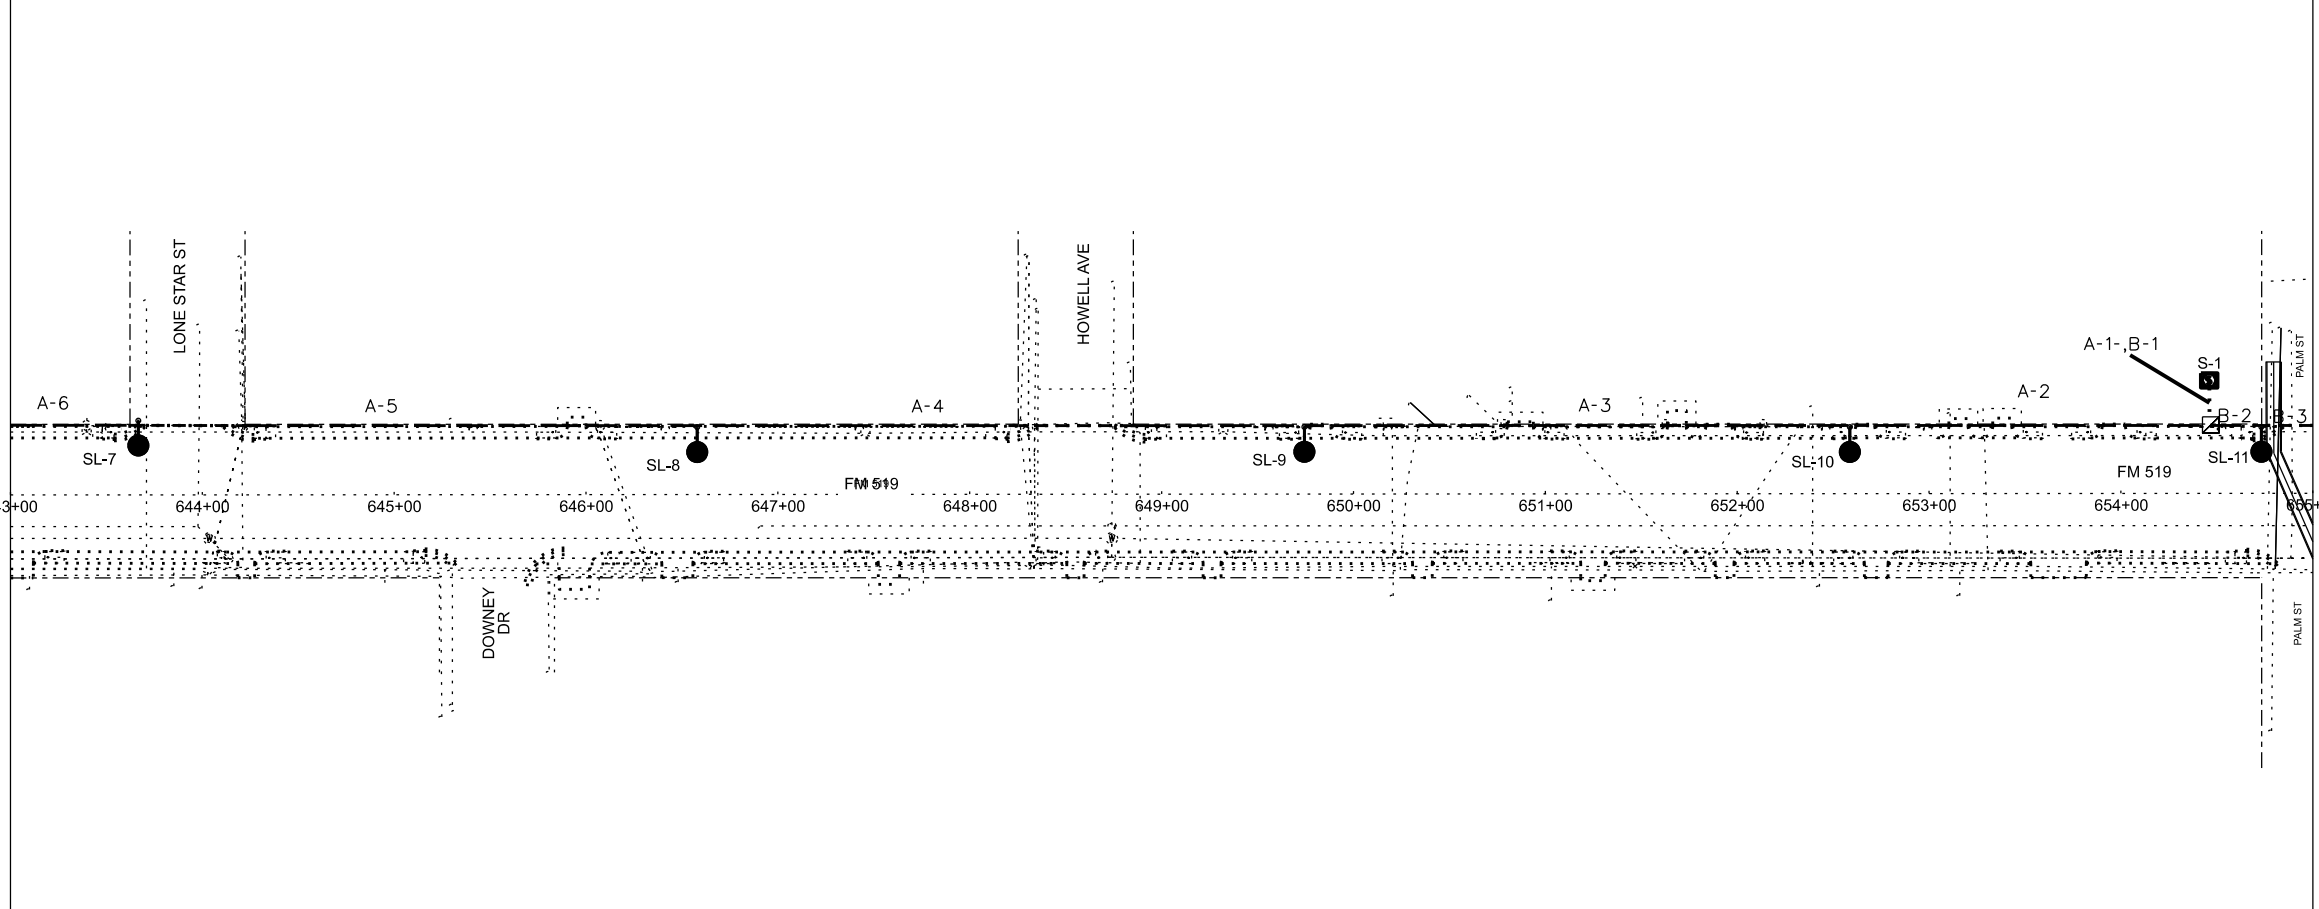 LONE STAR ST
HOWELL AVE
PALM ST
A-1-,B-1
S-1
A-6
A-5
A-4
A-3
A-2
B-2
B-3
SL-7
SL-8
SL-9
SL-10
SL-11
FM 519
FM 519
3+00
644+00
645+00
646+00
647+00
648+00
649+00
650+00
651+00
652+00
653+00
654+00
655+
DOWNEY
DR
PALM ST